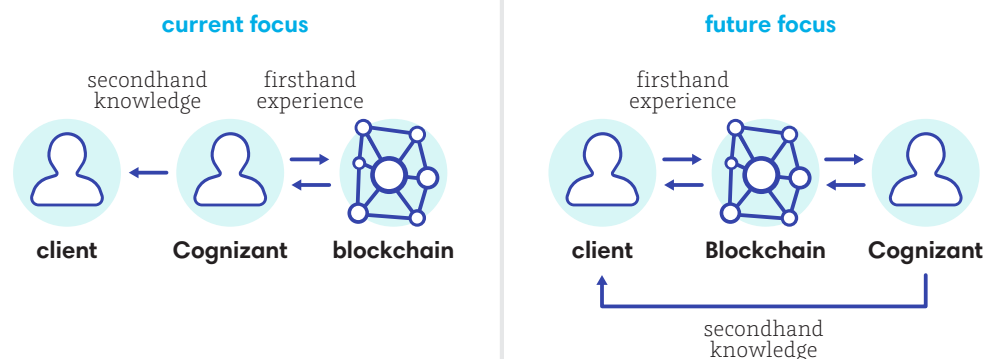 current focus
secondhand
knowledge
firsthand
experience
client
Cognizant
blockchain
future focus
firsthand
experience
client
Blockchain
Cognizant
secondhand
knowledge